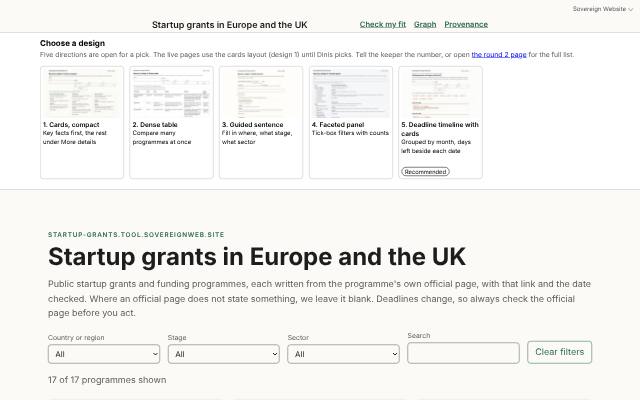 Sovereign Website
Startup grants in Europe and the UK
Check my fit Graph Provenance
Choose a design
Five directions are open for a pick. The live pages use the cards layout (design 1) until Dinis picks. Tell the keeper the number, or open the round 2 page for the full list.
1. Cards, compact
Key facts first, the rest
under More details
2. Dense table
Compare many
programmes at once
3. Guided sentence
Fill in where, what stage,
what sector
4. Faceted panel
Tick-box filters with counts
5. Deadline timeline with
cards
Grouped by month, days
left beside each date
Recommended
STARTUP-GRANTS.TOOL.SOVEREIGNWEB.SITE
Startup grants in Europe and the UK
Public startup grants and funding programmes, each written from the programme's own official page, with that link and the date
checked. Where an official page does not state something, we leave it blank. Deadlines change, so always check the official
page before you act.
Country or region
All
Stage
All
Sector
All
Search
Clear filters
17 of 17 programmes shown